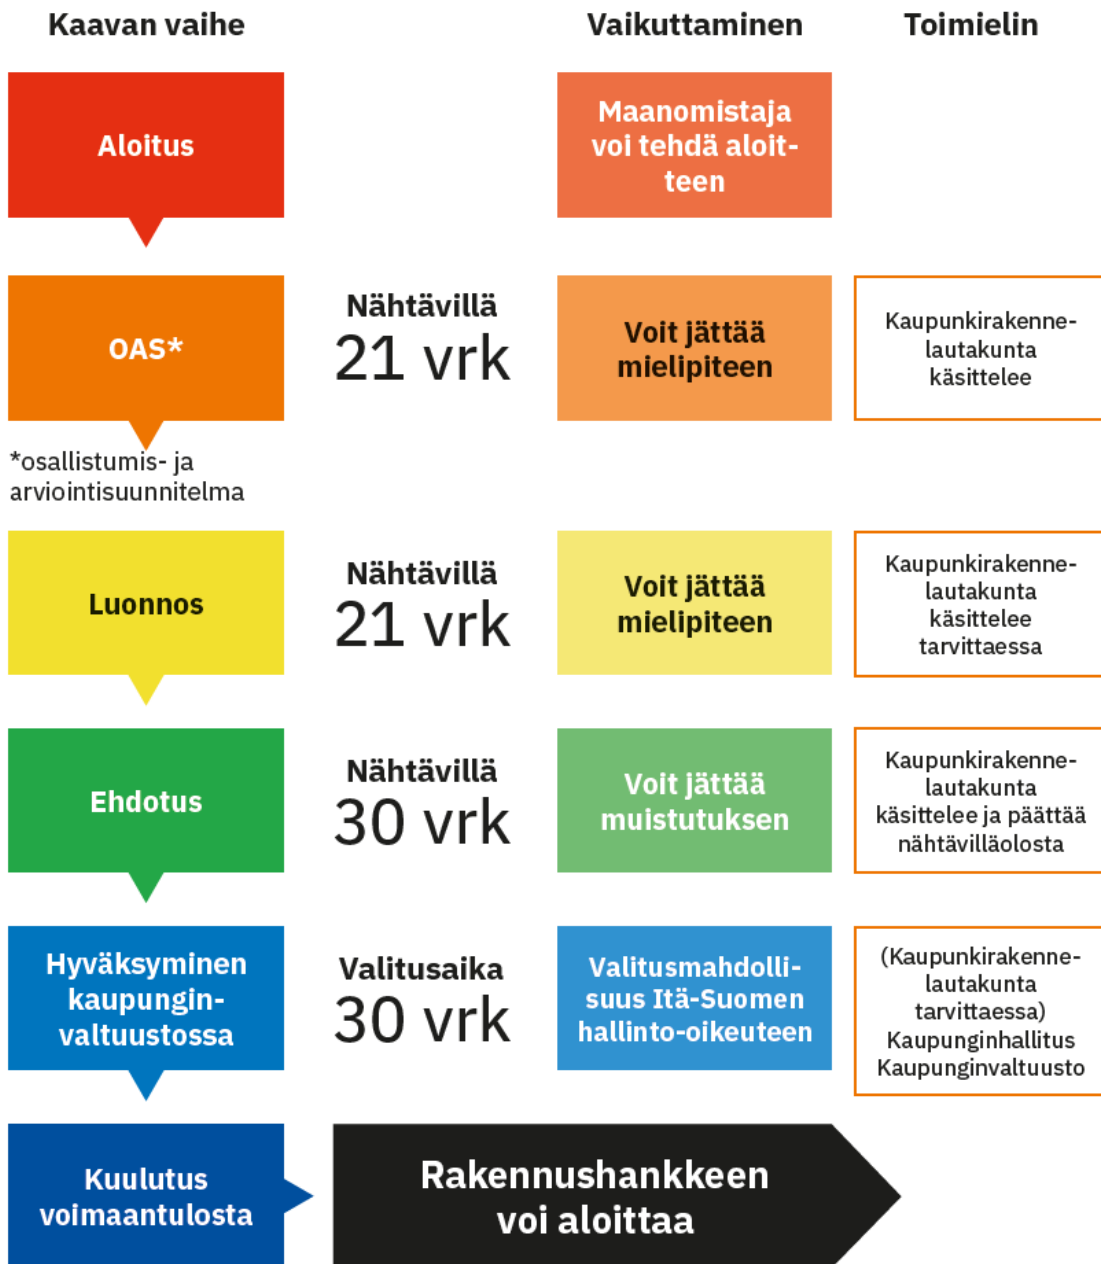 Kaavan vaihe
Vaikuttaminen
Toimielin
Aloitus
Maanomistaja
voi tehdä aloit-
teen
OAS*
Nähtävillä
21 vrk
Voit jättää
mielipiteen
Kaupunkirakenne-
lautakunta
käsittelee
*osallistumis- ja
arviointisuunnitelma
Luonnos
Nähtävillä
21 vrk
Voit jättää
mielipiteen
Kaupunkirakenne-
lautakunta
käsittelee
tarvittaessa
Ehdotus
Nähtävillä
30 vrk
Voit jättää
muistutuksen
Kaupunkirakenne-
lautakunta
käsittelee ja päättää
nähtävilläolosta
Hyväksyminen
kaupungin-
valtuustossa
Valitusaika
30 vrk
Valitusmahdolli-
suus Itä-Suomen
hallinto-oikeuteen
(Kaupunkirakenne-
lautakunta
tarvittaessa)
Kaupunginhallitus
Kaupunginvaltuusto
Kuulutus
voimaantulosta
Rakennushankkeen
voi aloittaa